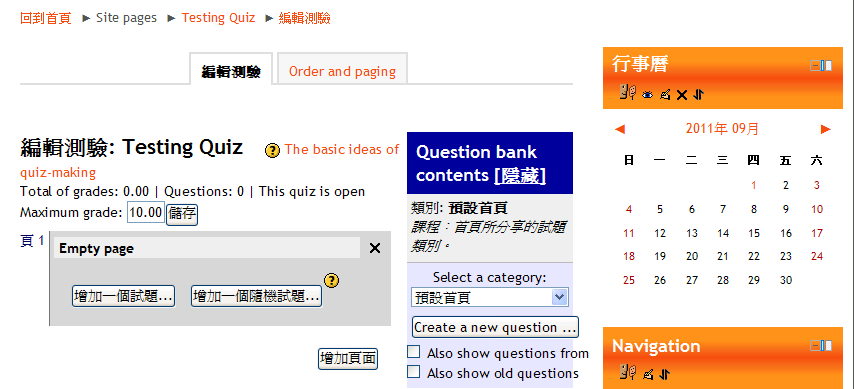 回到首頁 ► Site pages ► Testing Quiz ► 編輯測驗
編輯測驗
Order and paging
編輯測驗: Testing Quiz
The basic ideas of
quiz-making
Total of grades: 0.00 | Questions: 0 | This quiz is open
Maximum grade: 10.00 儲存
頁 1
Empty page
增加一個試題...
增加一個隨機試題...
增加頁面
Question bank
contents [隱藏]
類別: 預設首頁
課程：首頁所分享的試題
類別。
Select a category:
預設首頁
Create a new question ...
Also show questions from
Also show old questions
行事曆
◄ 2011年 09月 ►
日 一 二 三 四 五 六
1 2 3
4 5 6 7 8 9 10
11 12 13 14 15 16 17
18 19 20 21 22 23 24
25 26 27 28 29 30
Navigation